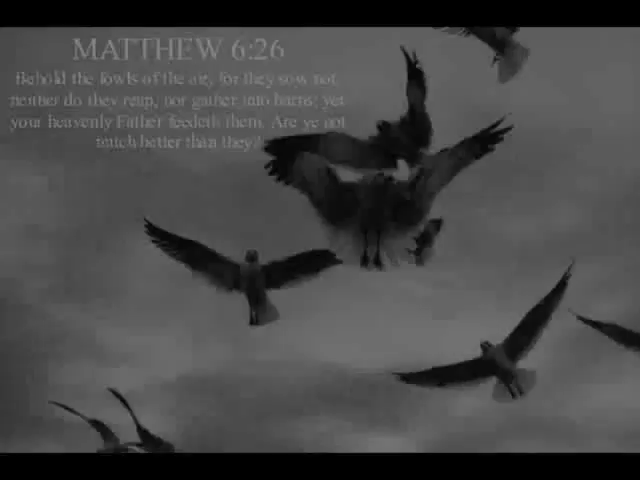 MATTHEW 6:26
Behold the fowls of the air, for they sow not,
neither do they reap, nor gather into barns; yet
your heavenly Father feedeth them. Are ye not
much better than they?